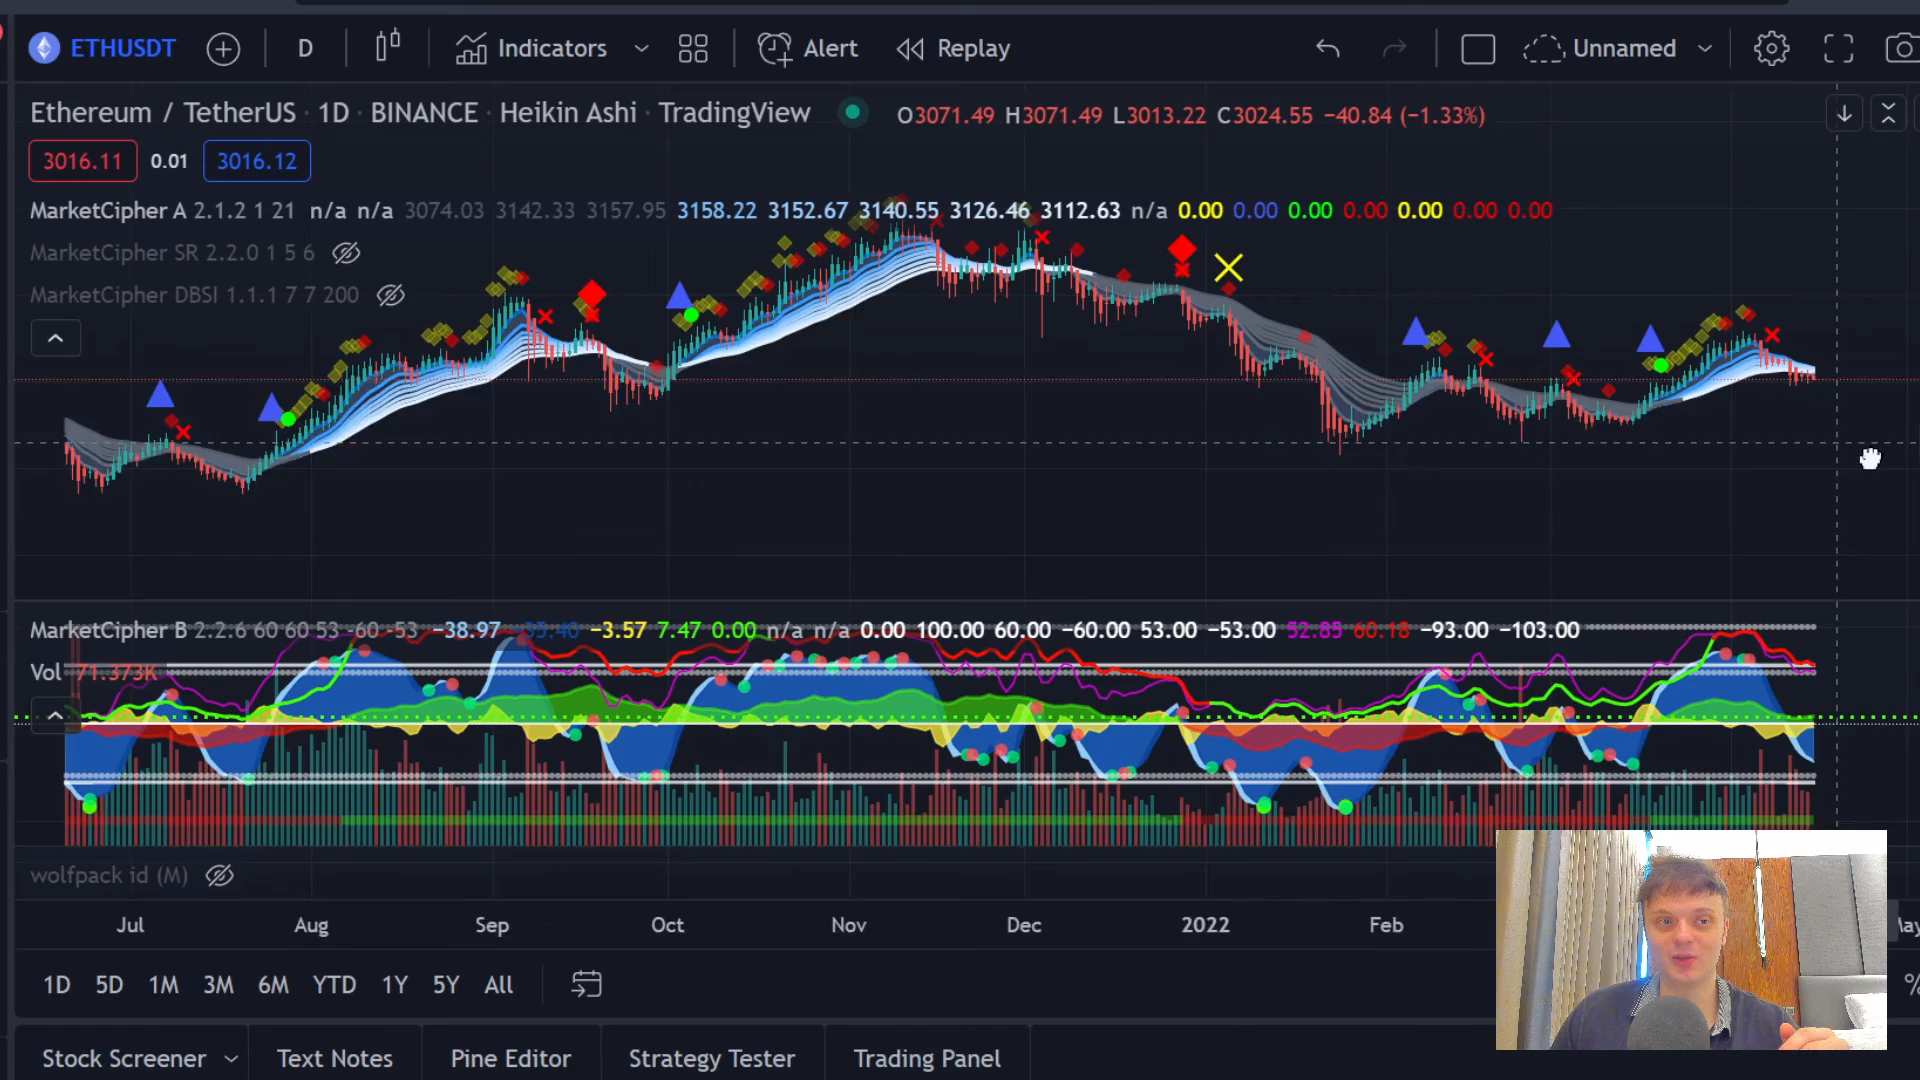 ETHUSDT D Indicators Alert Replay Unnamed
Ethereum / TetherUS · 1D · BINANCE · Heikin Ashi · TradingView O3071.49 H3071.49 L3013.22 C3024.55 −40.84 (−1.33%)
3016.11 0.01 3016.12
MarketCipher A 2.1.2 1 21 n/a n/a 3074.03 3142.33 3157.95 3158.22 3152.67 3140.55 3126.46 3112.63 n/a 0.00 0.00 0.00 0.00 0.00 0.00 0.00
MarketCipher SR 2.2.0 1 5 6
MarketCipher DBSI 1.1.1 7 7 200
MarketCipher B 2.2.6 60 60 53 -60 -53 −38.97 −3.57 7.47 0.00 n/a n/a 0.00 100.00 60.00 −60.00 53.00 −53.00 52.85 60.18 −93.00 −103.00
Vol 71.373K
wolfpack id (M)
Jul Aug Sep Oct Nov Dec 2022 Feb
1D 5D 1M 3M 6M YTD 1Y 5Y All %
Stock Screener Text Notes Pine Editor Strategy Tester Trading Panel